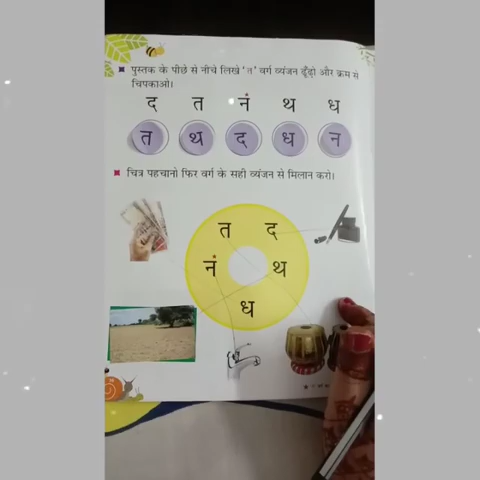 पुस्तक के पीछे से नीचे लिखे 'त' वर्ग व्यंजन ढूँढ़ो और क्रम से
चिपकाओ।
द त नं थ ध
त थ द ध न
चित्र पहचानो फिर वर्ग के सही व्यंजन से मिलान करो।
त द
नं थ
ध